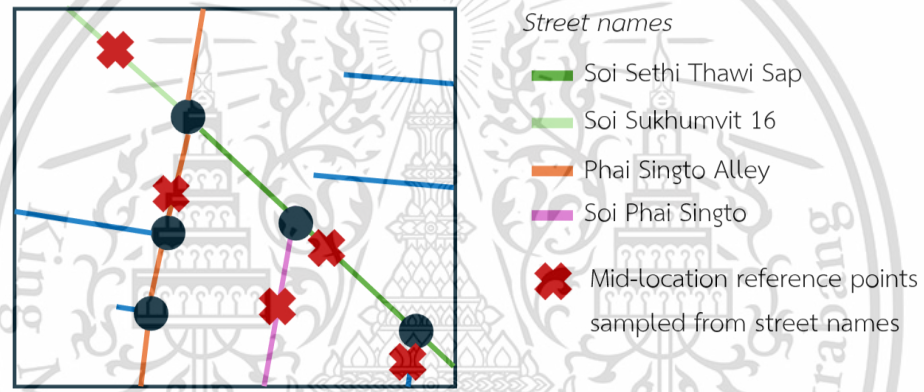 Street names
Soi Sethi Thawi Sap
Soi Sukhumvit 16
Phai Singto Alley
Soi Phai Singto
Mid-location reference points
sampled from street names
King